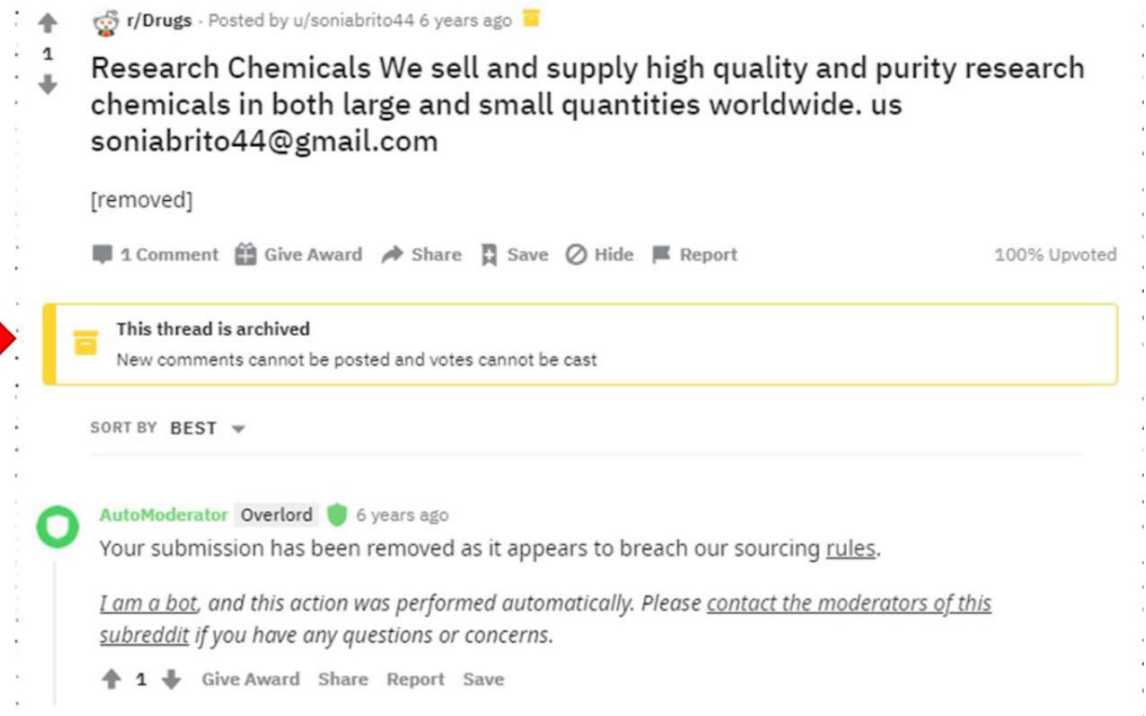 r/Drugs · Posted by u/soniabrito44 6 years ago
1
Research Chemicals We sell and supply high quality and purity research
chemicals in both large and small quantities worldwide. us
soniabrito44@gmail.com
[removed]
1 Comment Give Award Share Save Hide Report 100% Upvoted
This thread is archived
New comments cannot be posted and votes cannot be cast
SORT BY BEST
AutoModerator Overlord 6 years ago
Your submission has been removed as it appears to breach our sourcing rules.
I am a bot, and this action was performed automatically. Please contact the moderators of this
subreddit if you have any questions or concerns.
1 Give Award Share Report Save